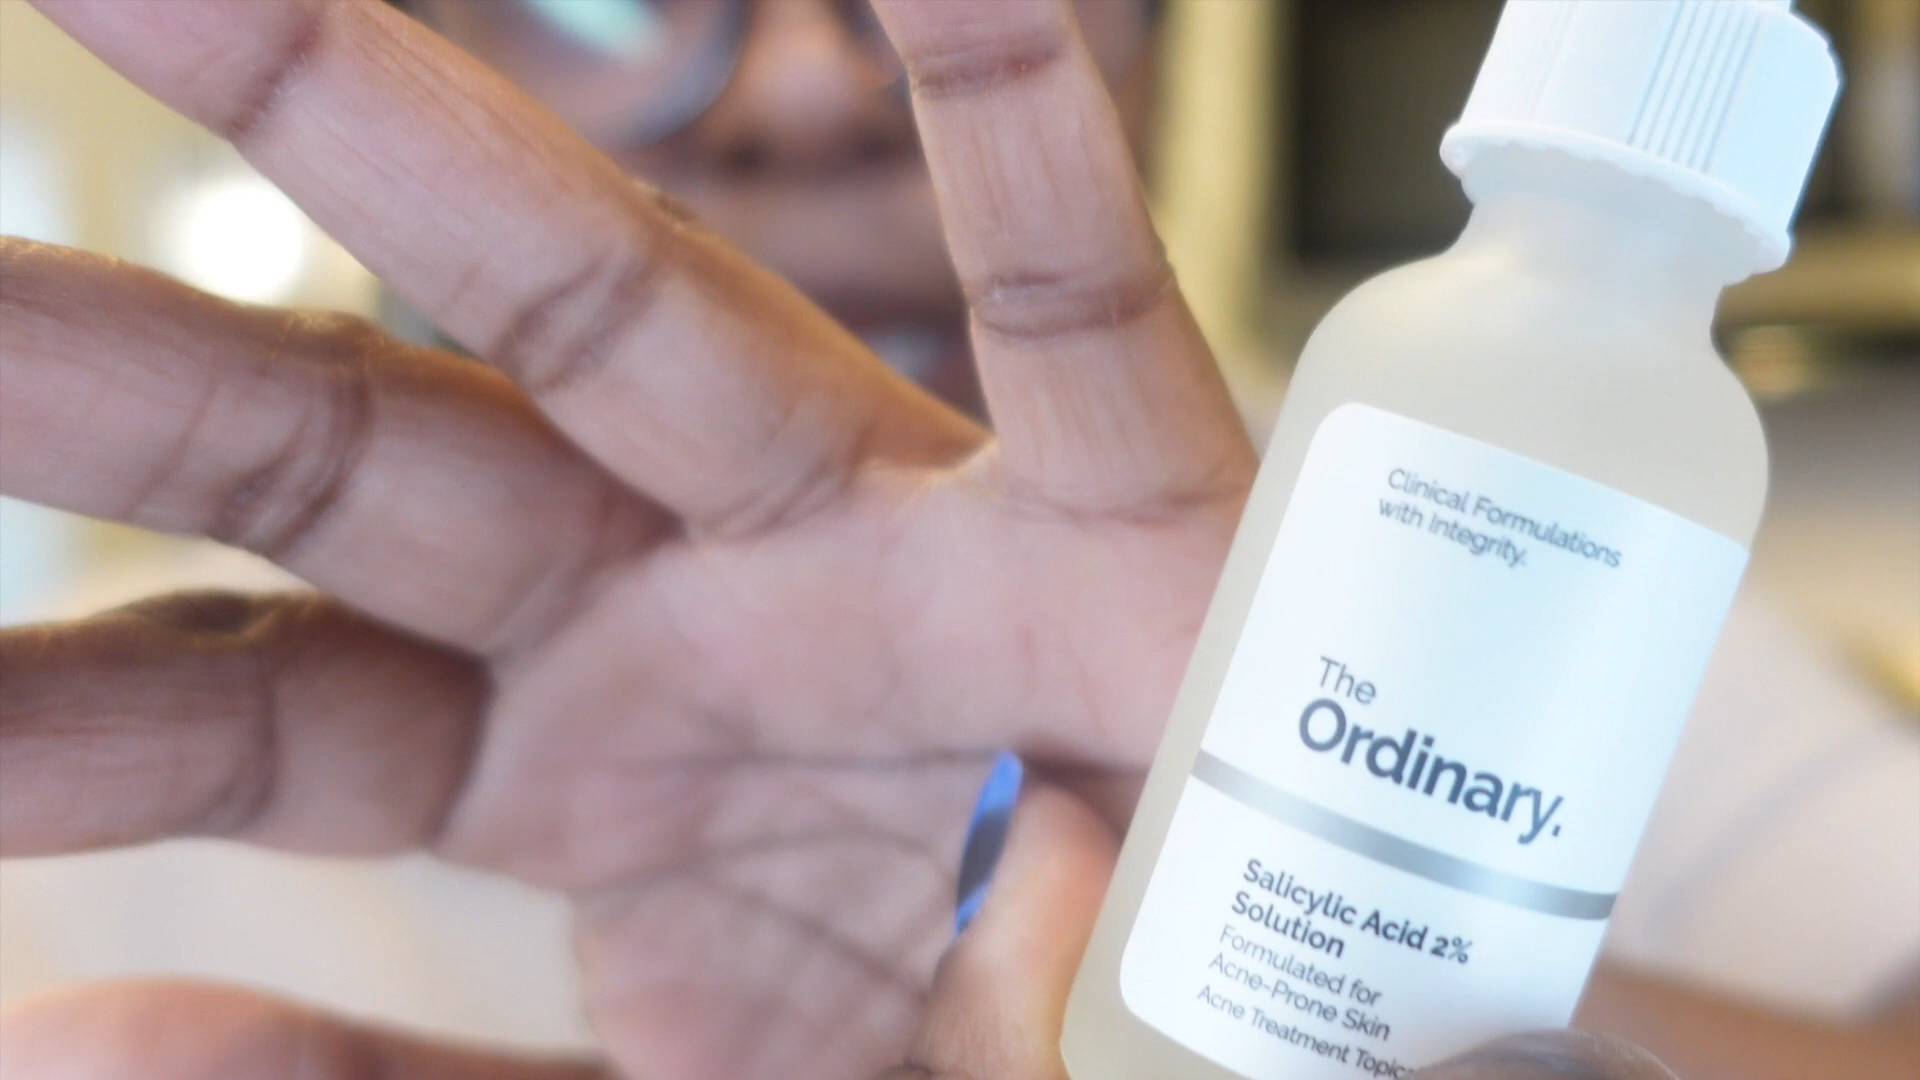 Clinical Formulations
with Integrity.
The
Ordinary.
Salicylic Acid 2%
Solution
Formulated for
Acne-Prone Skin
Acne Treatment